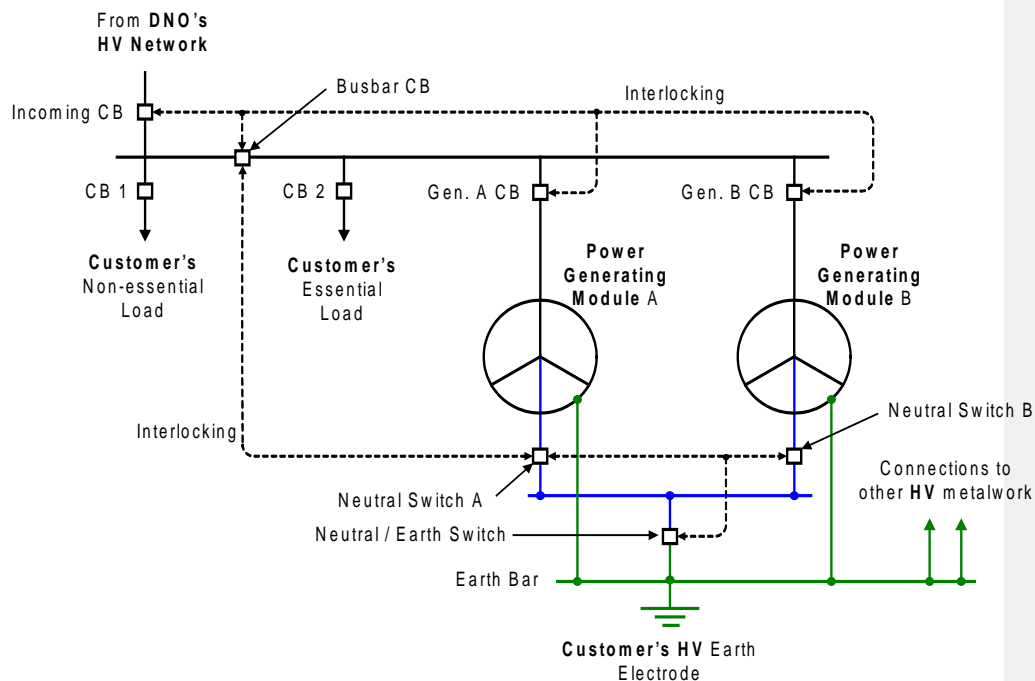 From DNO's
HV Network
Busbar CB
Interlocking
Incoming CB
CB 1
CB 2
Gen. A CB
Gen. B CB
Customer's
Non-essential
Load
Customer's
Essential
Load
Power
Generating
Module A
Power
Generating
Module B
Neutral Switch B
Interlocking
Connections to
other HV metalwork
Neutral Switch A
Neutral / Earth Switch
Earth Bar
Customer's HV Earth
Electrode